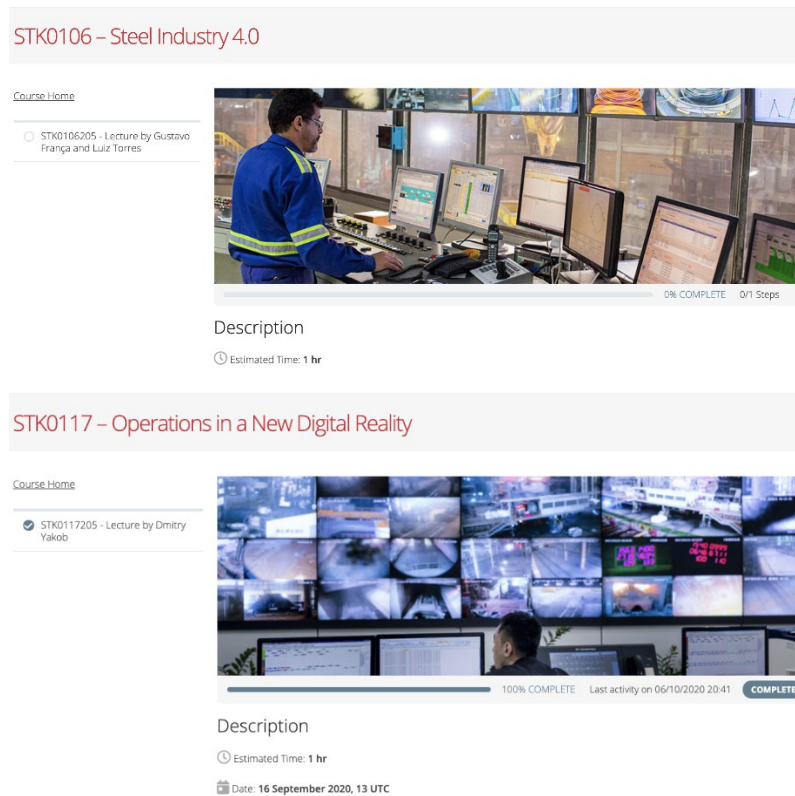 STK0106 – Steel Industry 4.0
Course Home
STK0106205 - Lecture by Gustavo
França and Luiz Torres
0% COMPLETE 0/1 Steps
Description
Estimated Time: 1 hr
STK0117 – Operations in a New Digital Reality
Course Home
STK0117205 - Lecture by Dmitry
Yakob
100% COMPLETE Last activity on 06/10/2020 20:41 COMPLETE
Description
Estimated Time: 1 hr
Date: 16 September 2020, 13 UTC